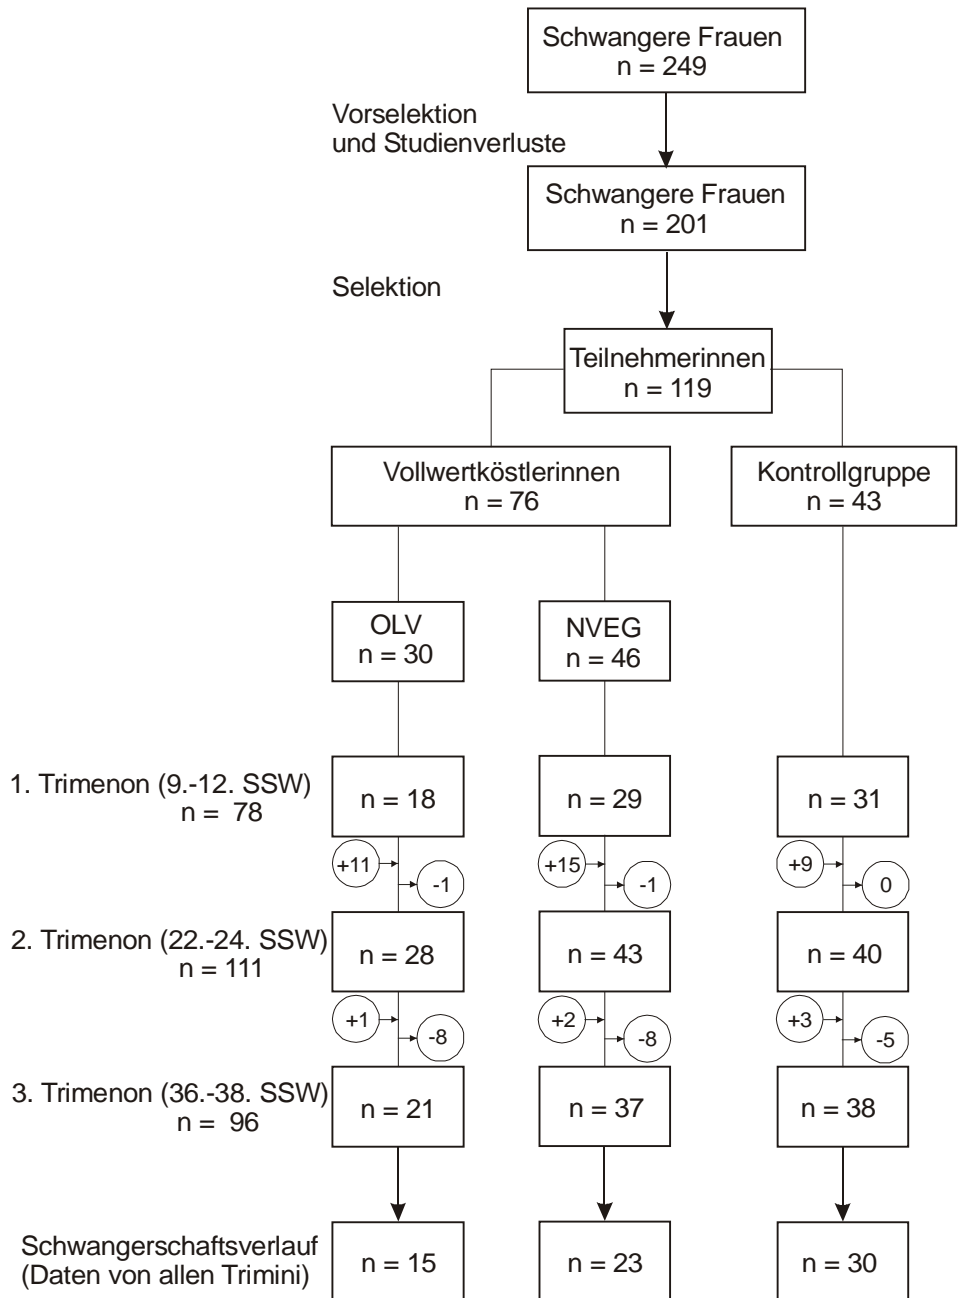 Schwangere Frauen
n = 249
Vorselektion
und Studienverluste
Schwangere Frauen
n = 201
Selektion
Teilnehmerinnen
n = 119
Vollwertköstlerinnen
n = 76
Kontrollgruppe
n = 43
OLV
n = 30
NVEG
n = 46
1. Trimenon (9.-12. SSW)
n = 78
n = 18
n = 29
n = 31
+11
-1
+15
-1
+9
0
2. Trimenon (22.-24. SSW)
n = 111
n = 28
n = 43
n = 40
+1
-8
+2
-8
+3
-5
3. Trimenon (36.-38. SSW)
n = 96
n = 21
n = 37
n = 38
Schwangerschaftsverlauf
(Daten von allen Trimini)
n = 15
n = 23
n = 30